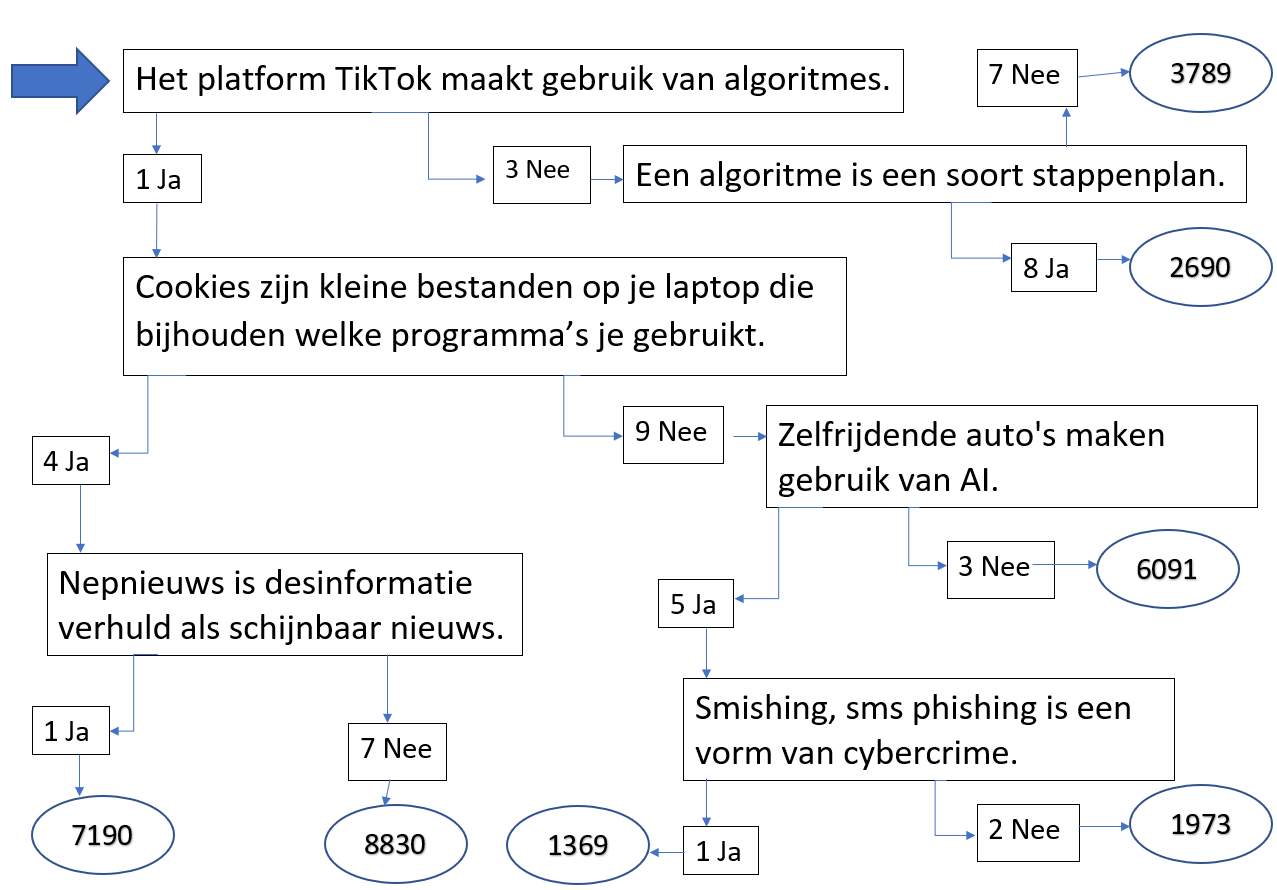 Het platform TikTok maakt gebruik van algoritmes.
7 Nee
3789
1 Ja
3 Nee
Een algoritme is een soort stappenplan.
8 Ja
2690
Cookies zijn kleine bestanden op je laptop die
bijhouden welke programma’s je gebruikt.
4 Ja
9 Nee
Zelfrijdende auto's maken
gebruik van AI.
3 Nee
6091
Nepnieuws is desinformatie
verhuld als schijnbaar nieuws.
5 Ja
1 Ja
7 Nee
Smishing, sms phishing is een
vorm van cybercrime.
7190
8830
1369
1 Ja
2 Nee
1973